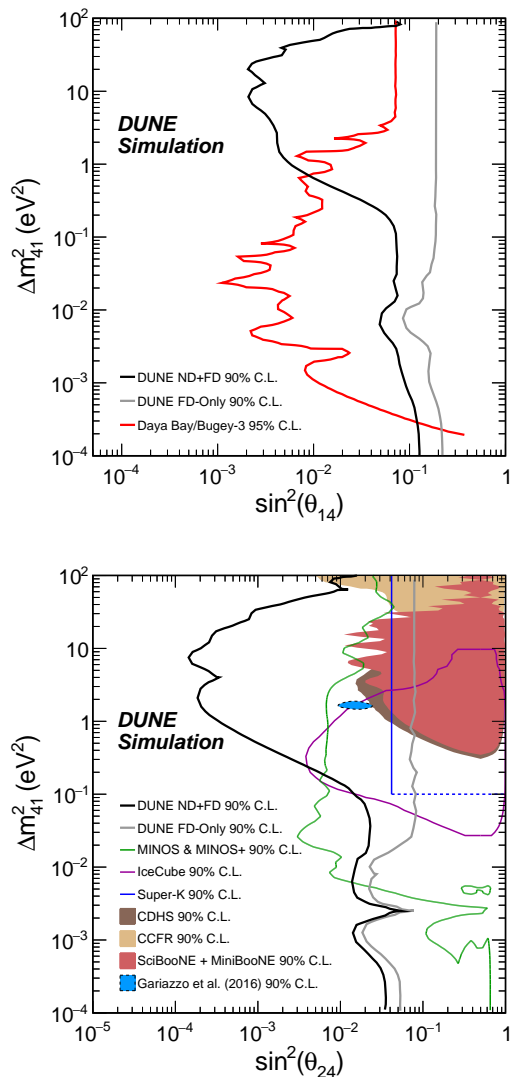 10²
10
1
10⁻¹
10⁻²
10⁻³
10⁻⁴
Δm²₄₁ (eV²)
DUNE
Simulation
DUNE ND+FD 90% C.L.
DUNE FD-Only 90% C.L.
Daya Bay/Bugey-3 95% C.L.
10⁻⁴ 10⁻³ 10⁻² 10⁻¹ 1
sin²(θ₁₄)
10²
10
1
10⁻¹
10⁻²
10⁻³
10⁻⁴
Δm²₄₁ (eV²)
DUNE
Simulation
DUNE ND+FD 90% C.L.
DUNE FD-Only 90% C.L.
MINOS & MINOS+ 90% C.L.
IceCube 90% C.L.
Super-K 90% C.L.
CDHS 90% C.L.
CCFR 90% C.L.
SciBooNE + MiniBooNE 90% C.L.
Gariazzo et al. (2016) 90% C.L.
10⁻⁵ 10⁻⁴ 10⁻³ 10⁻² 10⁻¹ 1
sin²(θ₂₄)